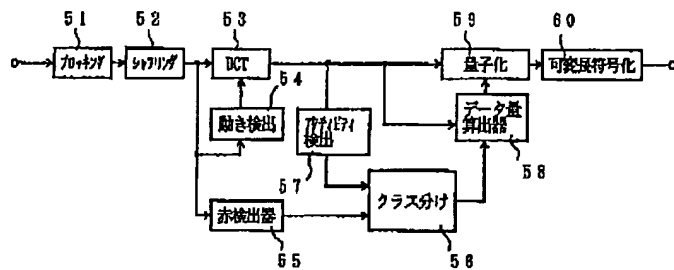 51
52
53
59
60
ブロッキング
シャフリング
DCT
量子化
可変長符号化
54
動き検出
アクティビティ
検出
データ量
算出器
57
58
クラス分け
赤検出器
55
56